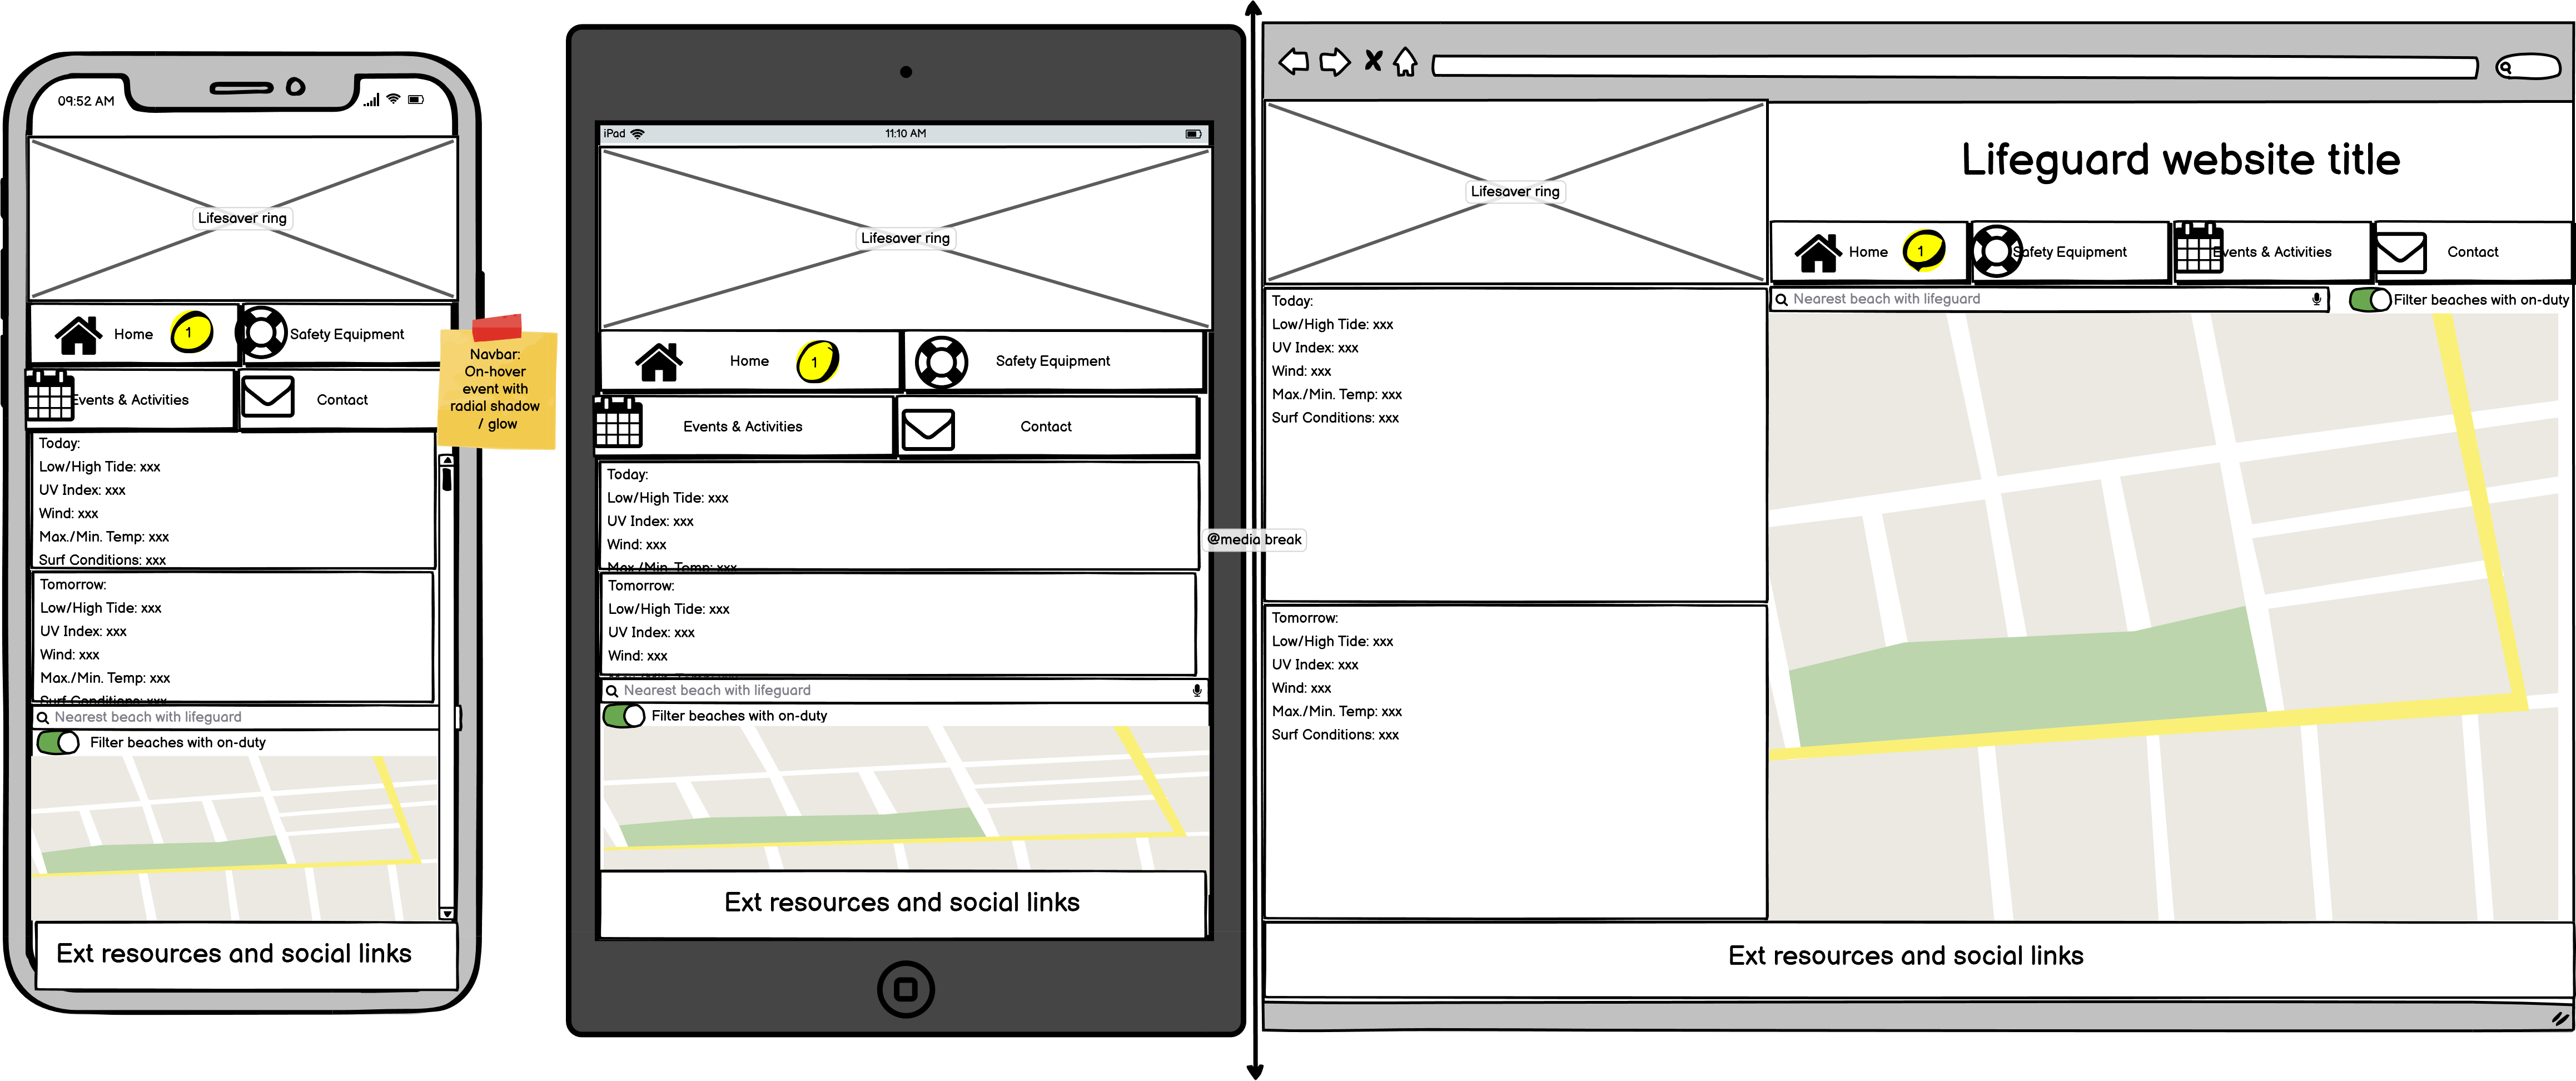 09:52 AM
Lifesaver ring
Home
1
Safety Equipment
Events & Activities
Contact
Navbar:
On-hover
event with
radial shadow
/ glow
Today:
Low/High Tide: xxx
UV Index: xxx
Wind: xxx
Max./Min. Temp: xxx
Surf Conditions: xxx
Tomorrow:
Low/High Tide: xxx
UV Index: xxx
Wind: xxx
Max./Min. Temp: xxx
Surf Conditions: xxx
Nearest beach with lifeguard
Filter beaches with on-duty
Ext resources and social links
iPad
11:10 AM
Lifesaver ring
Home
1
Safety Equipment
Events & Activities
Contact
Today:
Low/High Tide: xxx
UV Index: xxx
Wind: xxx
Max./Min. Temp: xxx
Tomorrow:
Low/High Tide: xxx
UV Index: xxx
Wind: xxx
Nearest beach with lifeguard
Filter beaches with on-duty
Ext resources and social links
@media break
Lifesaver ring
Lifeguard website title
Home
1
Safety Equipment
Events & Activities
Contact
Nearest beach with lifeguard
Filter beaches with on-duty
Today:
Low/High Tide: xxx
UV Index: xxx
Wind: xxx
Max./Min. Temp: xxx
Surf Conditions: xxx
Tomorrow:
Low/High Tide: xxx
UV Index: xxx
Wind: xxx
Max./Min. Temp: xxx
Surf Conditions: xxx
Ext resources and social links